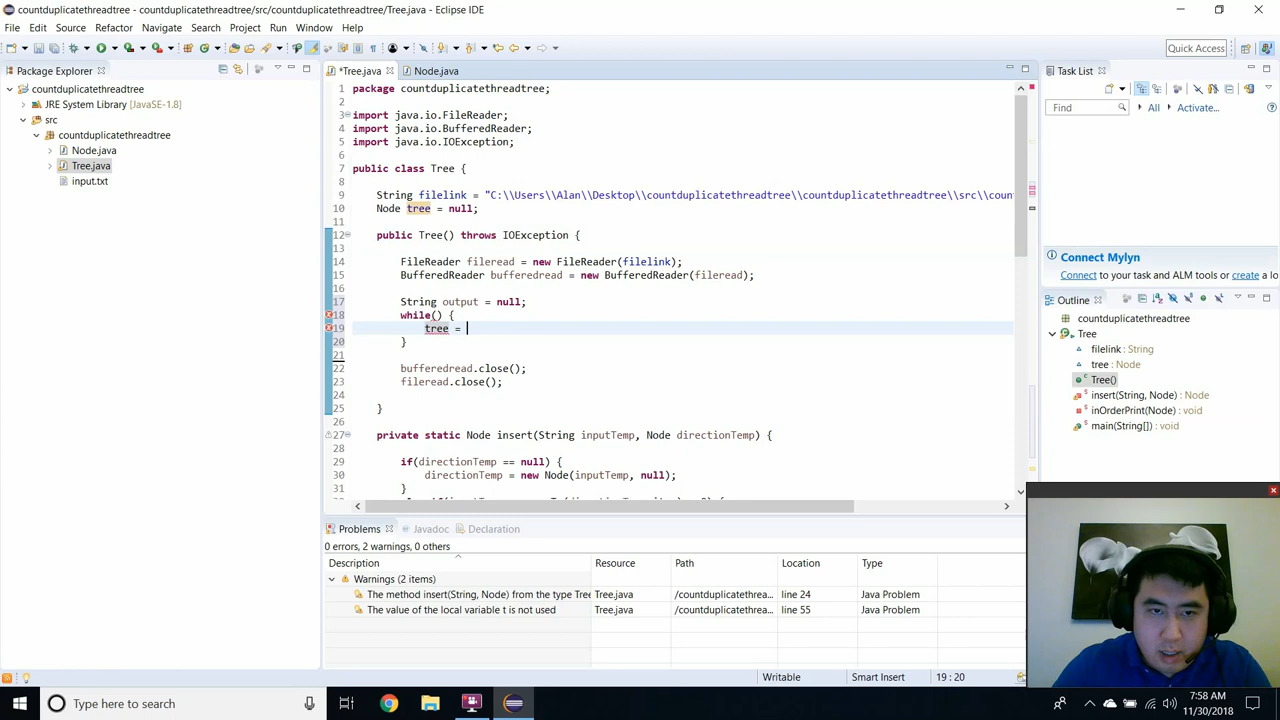 countduplicatethreadtree - countduplicatethreadtree/src/countduplicatethreadtree/Tree.java - Eclipse IDE
File Edit Source Refactor Navigate Search Project Run Window Help
Quick Access
Package Explorer
countduplicatethreadtree
JRE System Library [JavaSE-1.8]
src
countduplicatethreadtree
Node.java
Tree.java
input.txt
*Tree.java
Node.java
1 package countduplicatethreadtree;
2
3 import java.io.FileReader;
4 import java.io.BufferedReader;
5 import java.io.IOException;
6
7 public class Tree {
8
9 String filelink = "C:\\Users\\Alan\\Desktop\\countduplicatethreadtree\\countduplicatethreadtree\\src\\coun
10 Node tree = null;
11
12 public Tree() throws IOException {
13
14 FileReader fileread = new FileReader(filelink);
15 BufferedReader bufferedread = new BufferedReader(fileread);
16
17 String output = null;
18 while() {
19 tree =
20 }
21
22 bufferedread.close();
23 fileread.close();
24
25 }
26
27 private static Node insert(String inputTemp, Node directionTemp) {
28
29 if(directionTemp == null) {
30 directionTemp = new Node(inputTemp, null);
31 }
Problems Javadoc Declaration
0 errors, 2 warnings, 0 others
Description Resource Path Location Type
Warnings (2 items)
The method insert(String, Node) from the type Tree Tree.java /countduplicatethrea... line 24 Java Problem
The value of the local variable t is not used Tree.java /countduplicatethrea... line 55 Java Problem
Task List
Find All Activate...
Connect Mylyn
Connect to your task and ALM tools or create a lo
Outline
countduplicatethreadtree
Tree
filelink : String
tree : Node
Tree()
insert(String, Node) : Node
inOrderPrint(Node) : void
main(String[]) : void
Writable Smart Insert 19 : 20
Type here to search
7:58 AM
11/30/2018